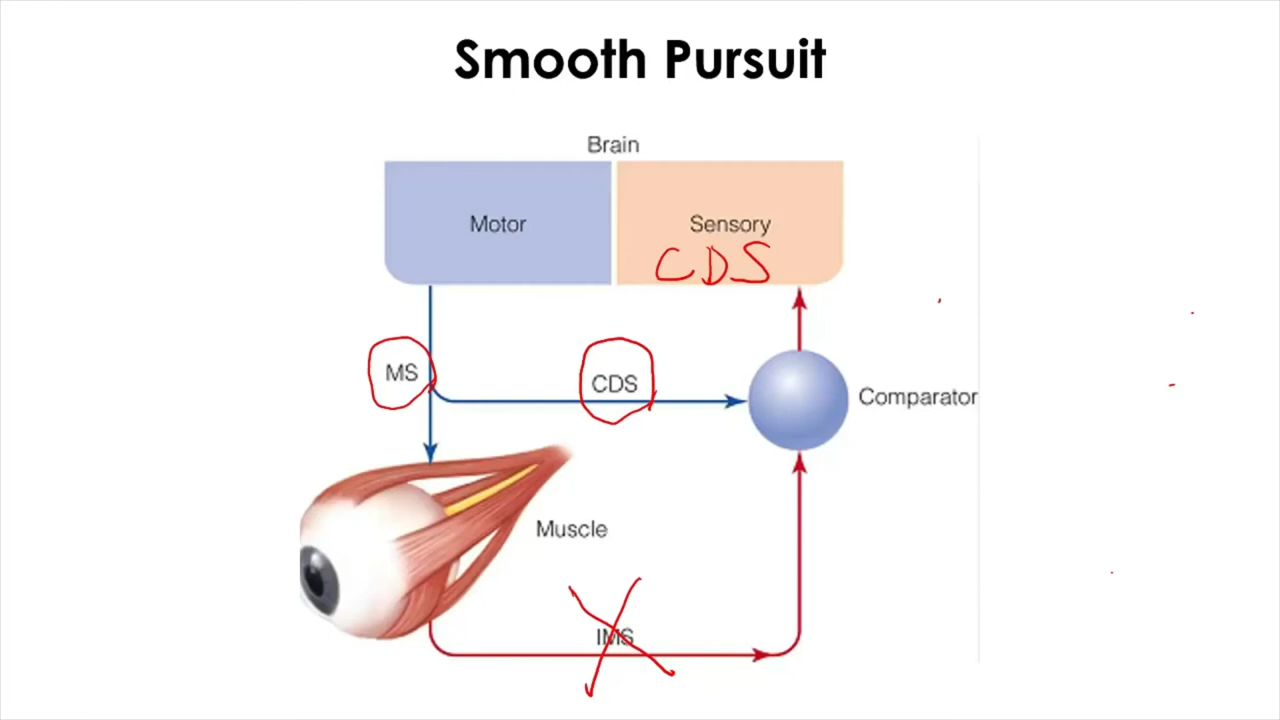 Smooth Pursuit
Brain
Motor
Sensory
CDS
MS
CDS
Comparator
Muscle
IMS